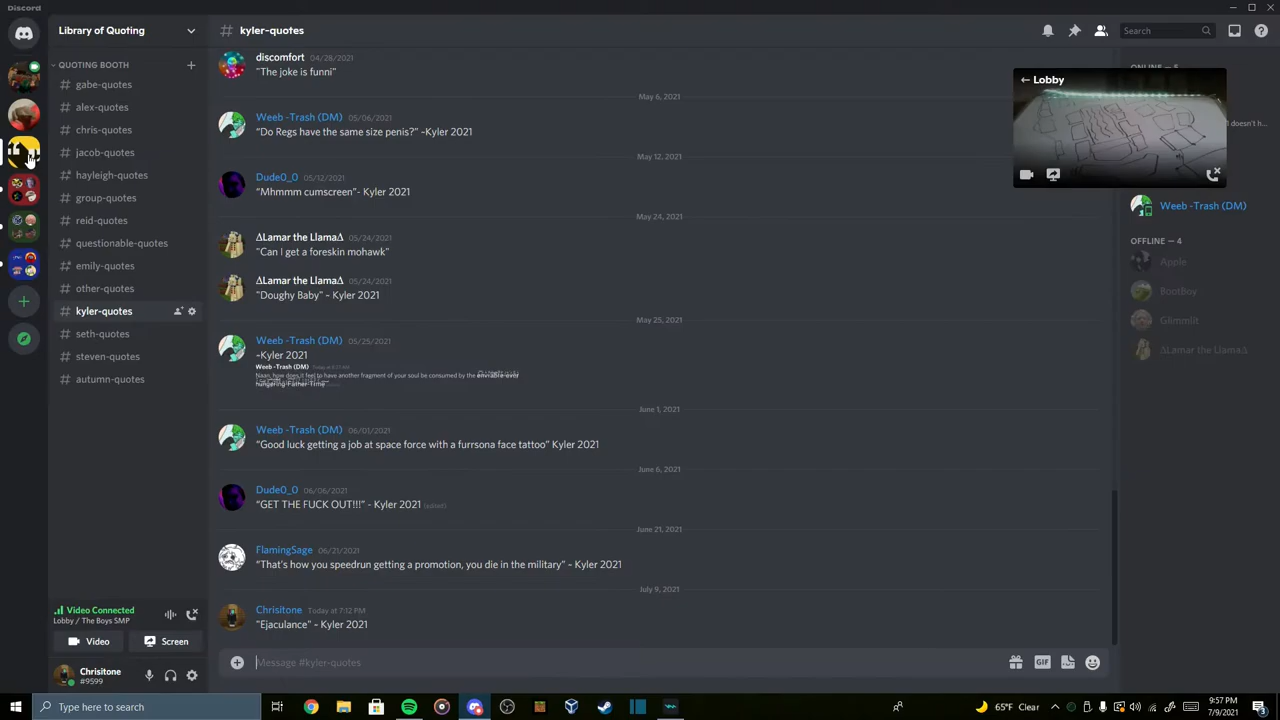 Discord
Library of Quoting
kyler-quotes
Search
QUOTING BOOTH
gabe-quotes
alex-quotes
chris-quotes
jacob-quotes
hayleigh-quotes
group-quotes
reid-quotes
questionable-quotes
emily-quotes
other-quotes
kyler-quotes
seth-quotes
steven-quotes
autumn-quotes
Video Connected
Lobby / The Boys SMP
Video
Screen
Chrisitone
#9599
discomfort 04/28/2021
"The joke is funni"
May 6, 2021
Weeb -Trash (DM) 05/06/2021
"Do Regs have the same size penis?" -Kyler 2021
May 12, 2021
Dude0_0 05/12/2021
"Mhmmm cumscreen"- Kyler 2021
May 24, 2021
ΔLamar the LlamaΔ 05/24/2021
"Can I get a foreskin mohawk"
ΔLamar the LlamaΔ 05/24/2021
"Doughy Baby" - Kyler 2021
May 25, 2021
Weeb -Trash (DM) 05/25/2021
-Kyler 2021
Weeb -Trash (DM)
Naan, how does it feel to have another fragment of your soul be consumed by the
hungering Father Time
June 1, 2021
Weeb -Trash (DM) 06/01/2021
"Good luck getting a job at space force with a furrsona face tattoo" Kyler 2021
June 6, 2021
Dude0_0 06/06/2021
"GET THE FUCK OUT!!!" - Kyler 2021 (edited)
June 21, 2021
FlamingSage 06/21/2021
"That's how you speedrun getting a promotion, you die in the military" - Kyler 2021
July 9, 2021
Chrisitone Today at 7:12 PM
"Ejaculance" - Kyler 2021
Message #kyler-quotes
GIF
ONLINE — 5
Lobby
I doesn't h...
Weeb -Trash (DM)
OFFLINE — 4
Apple
BootBoy
Glimmlit
ΔLamar the LlamaΔ
Type here to search
65°F Clear
9:57 PM
7/9/2021
3